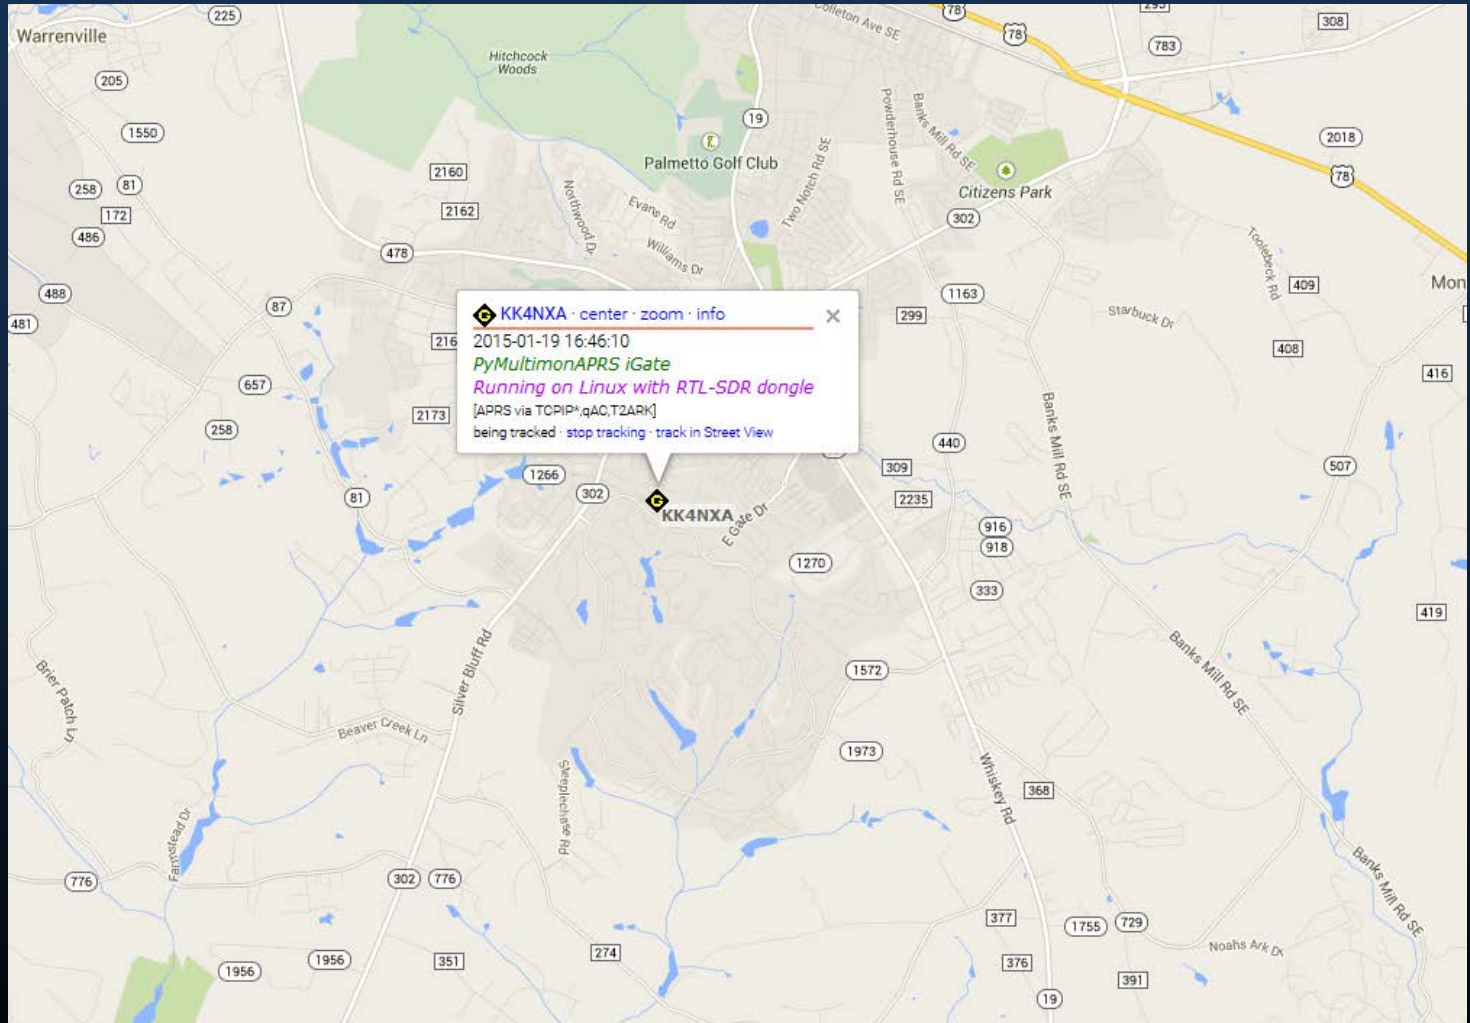 225
Colleton Ave SE
78
295
308
Warrenville
78
783
Hitchcock
Woods
205
19
Powderhouse Rd SE
Banks Mill Rd SE
1550
2018
Palmetto Golf Club
Two Notch Rd SE
2160
78
258
81
Citizens Park
172
2162
Northwood Dr
Evans Rd
302
486
478
Williams Dr
Toolebeck Rd
488
87
1163
409
Mon
481
299
Starbuck Dr
KK4NXA · center · zoom · info
2015-01-19 16:46:10
PyMultimonAPRS iGate
Running on Linux with RTL-SDR dongle
[APRS via TCPIP*,qAC,T2ARK]
being tracked · stop tracking · track in Street View
216
408
416
657
2173
258
Banks Mill Rd SE
440
309
507
1266
302
81
2235
KK4NXA
E Gate Dr
916
918
1270
333
419
Silver Bluff Rd
Banks Mill Rd SE
1572
Brier Patch Ln
Beaver Creek Ln
1973
Whiskey Rd
Steeplechase Rd
368
Farmstead Dr
776
302
776
Banks Mill Rd SE
377
1755
729
Noahs Ark Dr
1956
1956
351
274
376
391
19